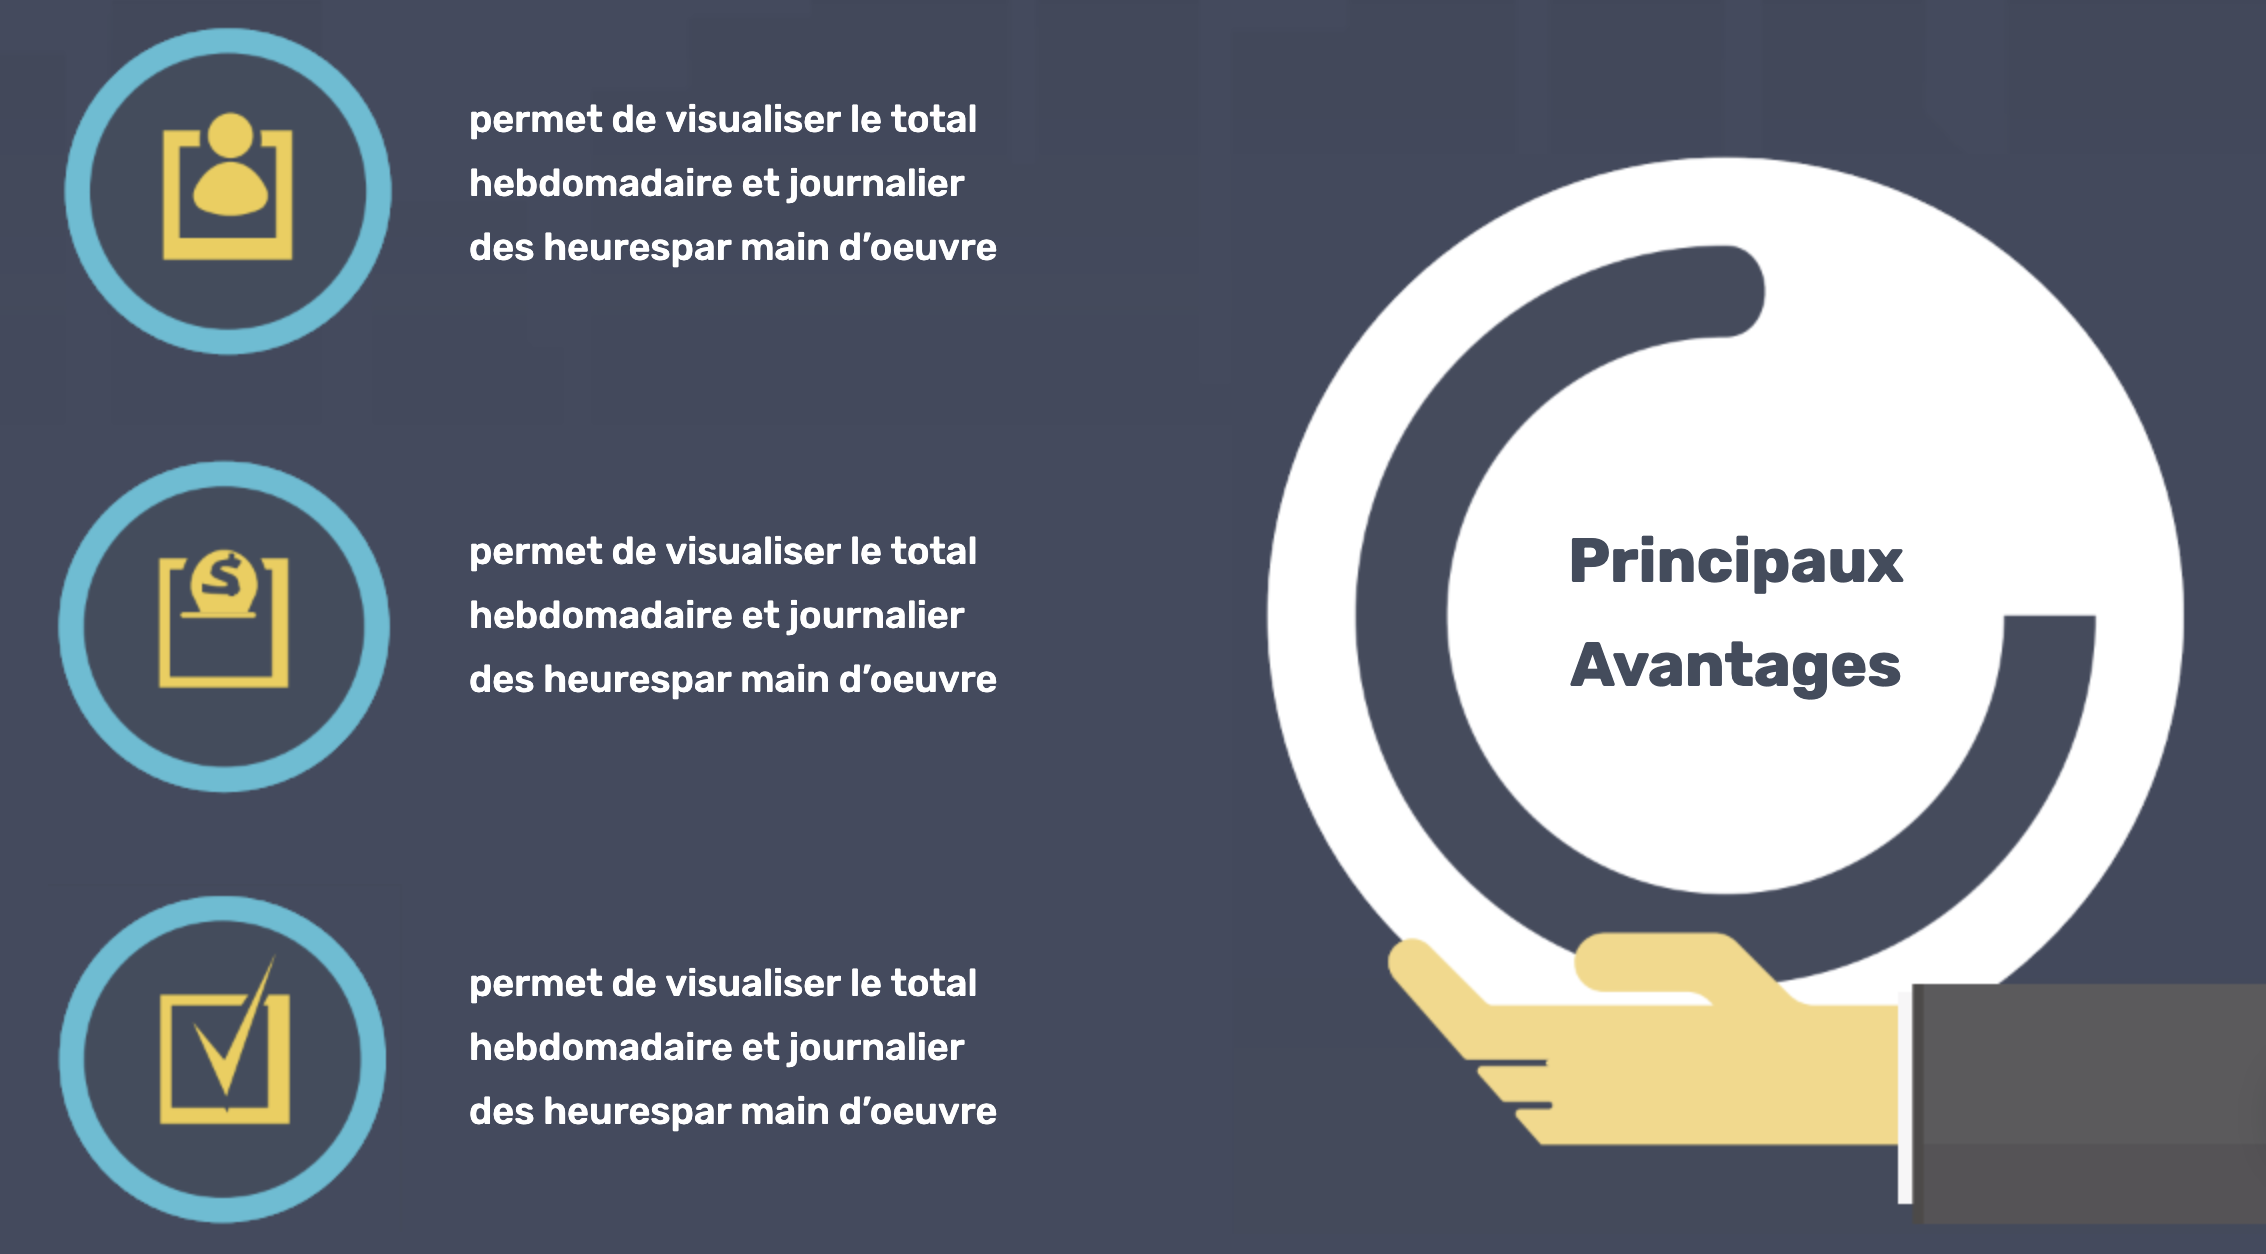 permet de visualiser le total
hebdomadaire et journalier
des heurespar main d’oeuvre
permet de visualiser le total
hebdomadaire et journalier
des heurespar main d’oeuvre
permet de visualiser le total
hebdomadaire et journalier
des heurespar main d’oeuvre
Principaux
Avantages